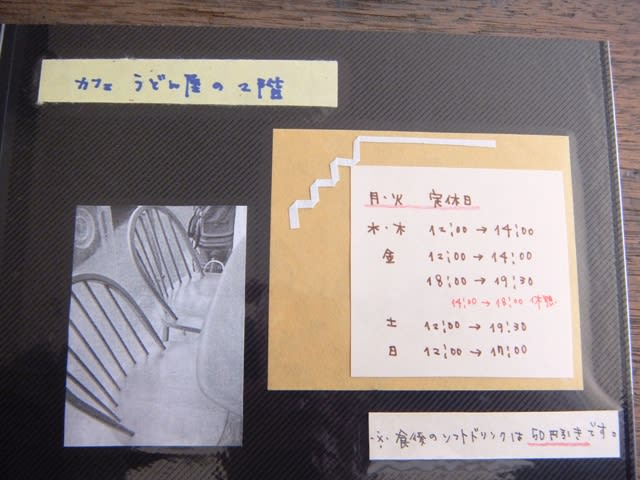 カフェ うどん屋の2階
月・火 定休日
水・木 12:00→14:00
金 12:00→14:00
18:00→19:30
14:00→18:00 休憩
土 12:00→19:30
日 12:00→17:00
※食後のソフトドリンクは50円引きです。